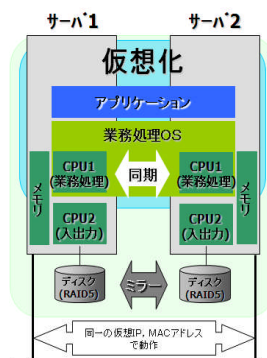 サーバ1 サーバ2
仮想化
アプリケーション
業務処理OS
CPU1
(業務処理)
同期
CPU1
(業務処理)
メモリ
メモリ
CPU2
(入出力)
CPU2
(入出力)
ディスク
(RAID5)
ミラー
ディスク
(RAID5)
同一の仮想IP、MACアドレス
で動作